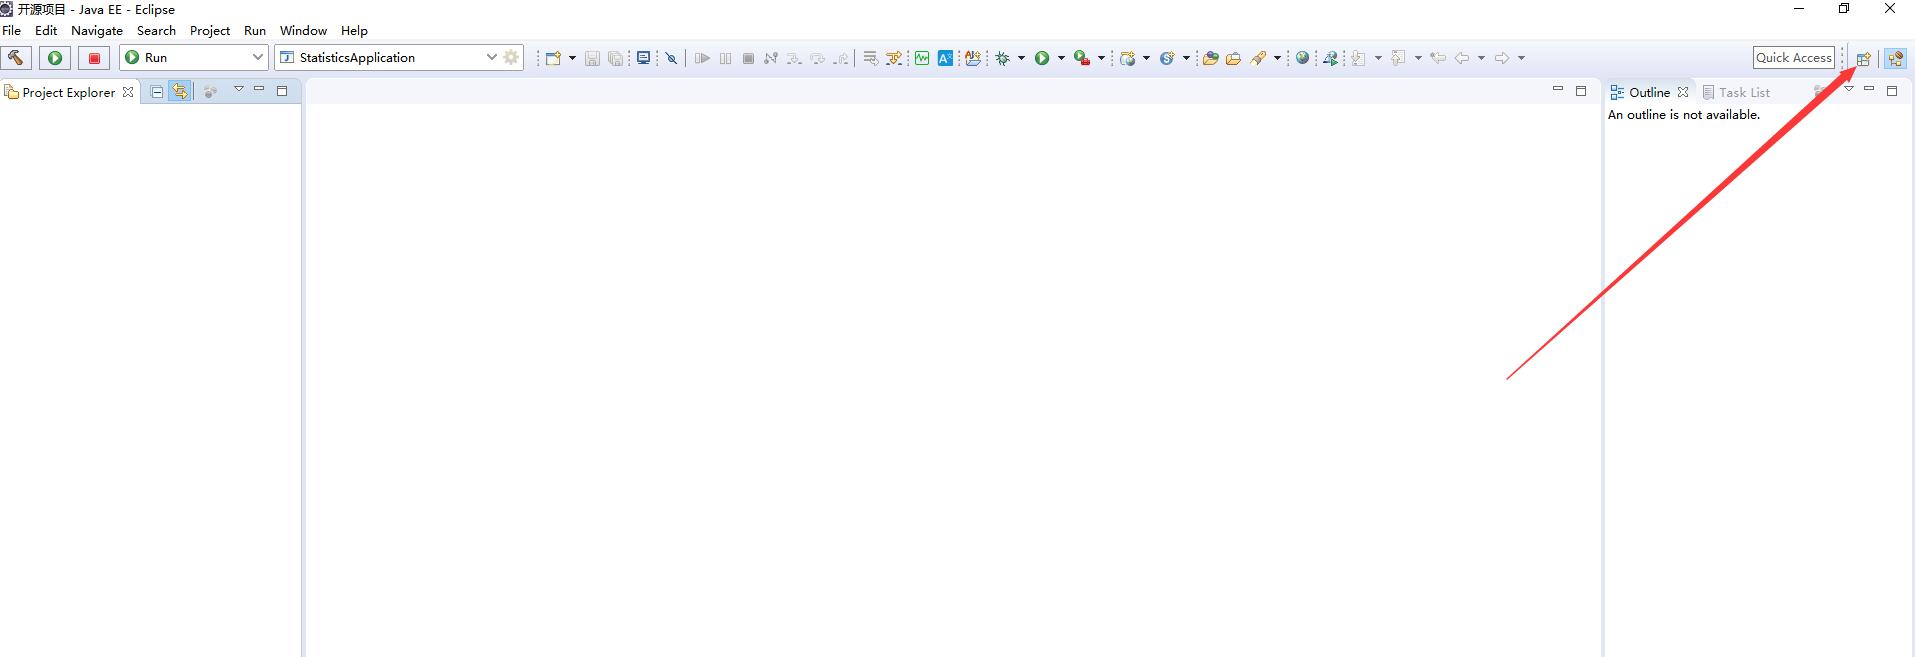 开源项目 - Java EE - Eclipse
File Edit Navigate Search Project Run Window Help
Run StatisticsApplication Quick Access
Project Explorer Outline Task List
An outline is not available.